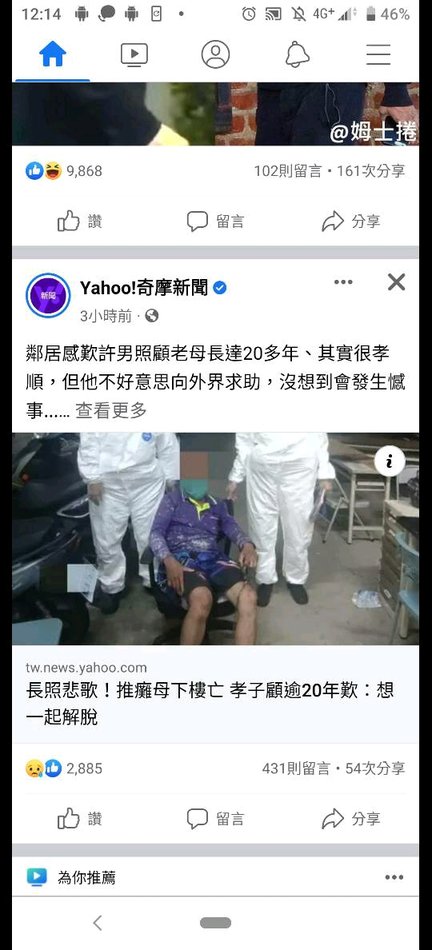 12:14
4G+
46%
@姆士捲
9,868
102則留言・161次分享
讚
留言
分享
新聞
Yahoo!奇摩新聞
3小時前・
鄰居感歎許男照顧老母長達20多年、其實很孝
順，但他不好意思向外界求助，沒想到會發生憾
事...... 查看更多
tw.news.yahoo.com
長照悲歌！推癱母下樓亡 孝子顧逾20年歎：想
一起解脫
2,885
431則留言・54次分享
讚
留言
分享
為你推薦